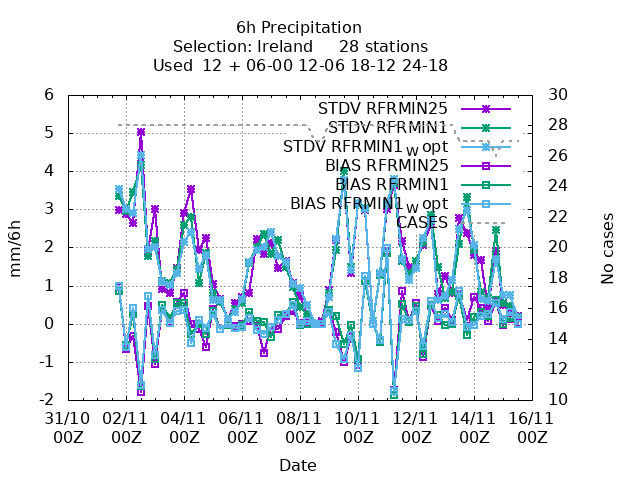 6h Precipitation
Selection: Ireland 28 stations
Used 12 + 06-00 12-06 18-12 24-18
6
5
4
3
2
1
0
-1
-2
mm/6h
30
28
26
24
22
20
18
16
14
12
10
No cases
STDV RFRMIN25
STDV RFRMIN1
STDV RFRMIN1wopt
BIAS RFRMIN25
BIAS RFRMIN1
BIAS RFRMIN1wopt
CASES
31/10 02/11 04/11 06/11 08/11 10/11 12/11 14/11 16/11
00Z 00Z 00Z 00Z 00Z 00Z 00Z 00Z 00Z
Date